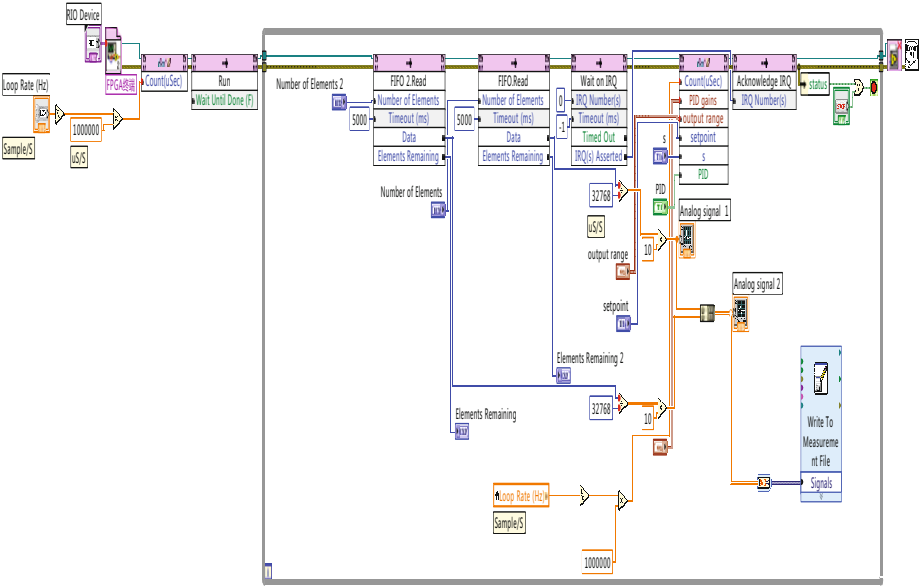 RIO Device
Loop Rate (Hz)
Sample/S
1000000
uS/S
FPGA终端
Count(uSec)
Run
Wait Until Done (F)
Number of Elements 2
5000
FIFO 2.Read
Number of Elements
Timeout (ms)
Data
Elements Remaining
5000
FIFO.Read
Number of Elements
Timeout (ms)
Data
Elements Remaining
0
-1
Wait on IRQ
IRQ Number(s)
Timeout (ms)
Timed Out
IRQ(s) Asserted
Count(uSec)
PID gains
output range
setpoint
s
PID
Acknowledge IRQ
IRQ Number(s)
status
s
PID
Number of Elements
32768
uS/S
10
Analog signal 1
output range
setpoint
Analog signal 2
Elements Remaining 2
32768
10
Elements Remaining
Write To
Measureme
nt File
Signals
Loop Rate (Hz)
Sample/S
1000000
i